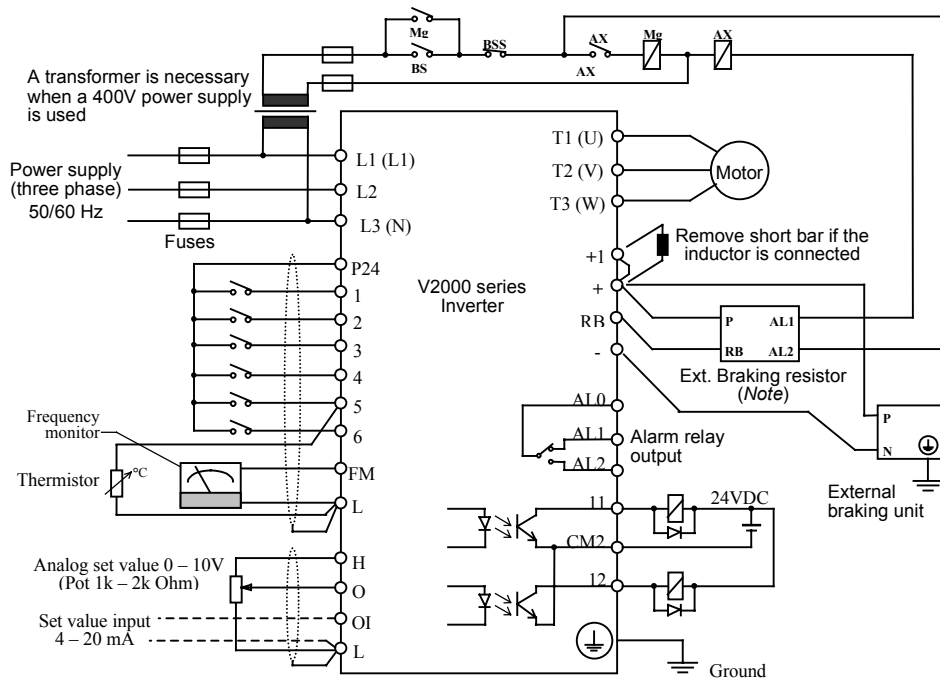 Mg
BS
BSS
AX
AX
Mg
AX
A transformer is necessary
when a 400V power supply
is used
Power supply
(three phase)
50/60 Hz
Fuses
L1 (L1)
L2
L3 (N)
T1 (U)
T2 (V)
T3 (W)
Motor
+1
+
RB
-
Remove short bar if the
inductor is connected
V2000 series
Inverter
P24
1
2
3
4
5
6
FM
L
P
AL1
RB
AL2
Ext. Braking resistor
(Note)
AL0
AL1
AL2
Alarm relay
output
P
N
External
braking unit
Frequency
monitor
Thermistor
°C
11
24VDC
CM2
12
Analog set value 0 – 10V
(Pot 1k – 2k Ohm)
Set value input
4 – 20 mA
H
O
OI
L
Ground